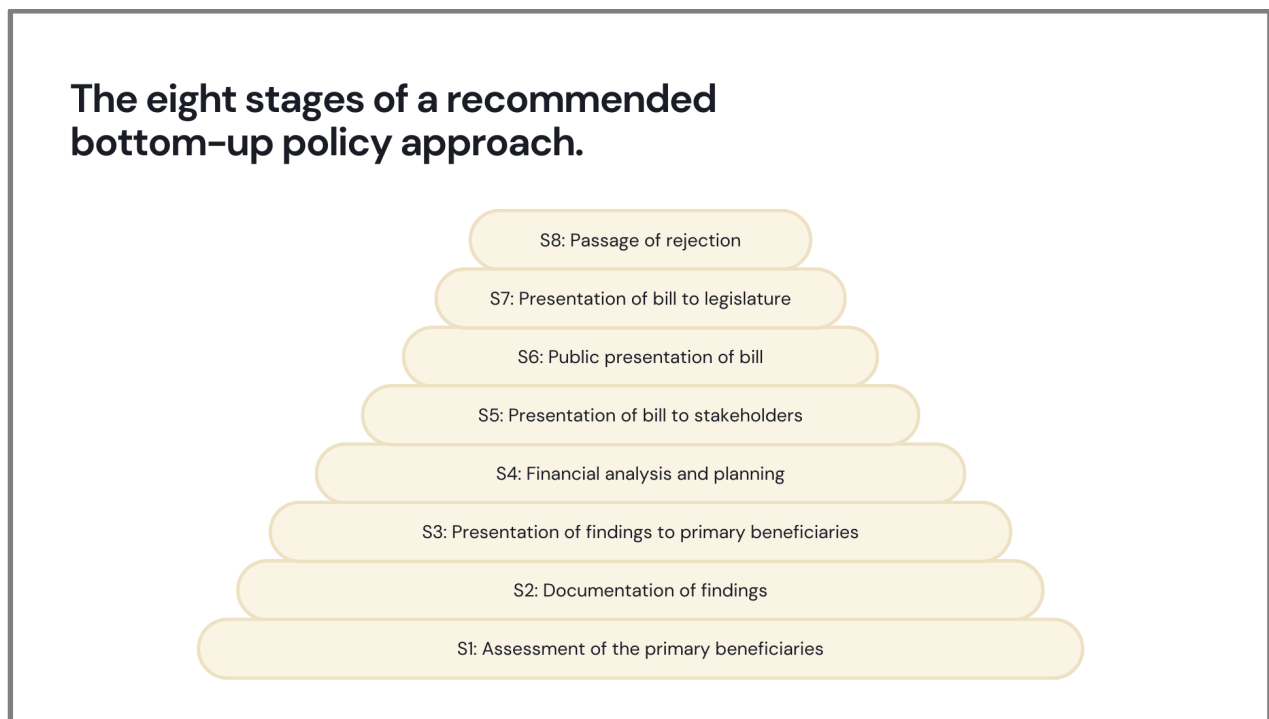 The eight stages of a recommended
bottom-up policy approach.
S8: Passage of rejection
S7: Presentation of bill to legislature
S6: Public presentation of bill
S5: Presentation of bill to stakeholders
S4: Financial analysis and planning
S3: Presentation of findings to primary beneficiaries
S2: Documentation of findings
S1: Assessment of the primary beneficiaries